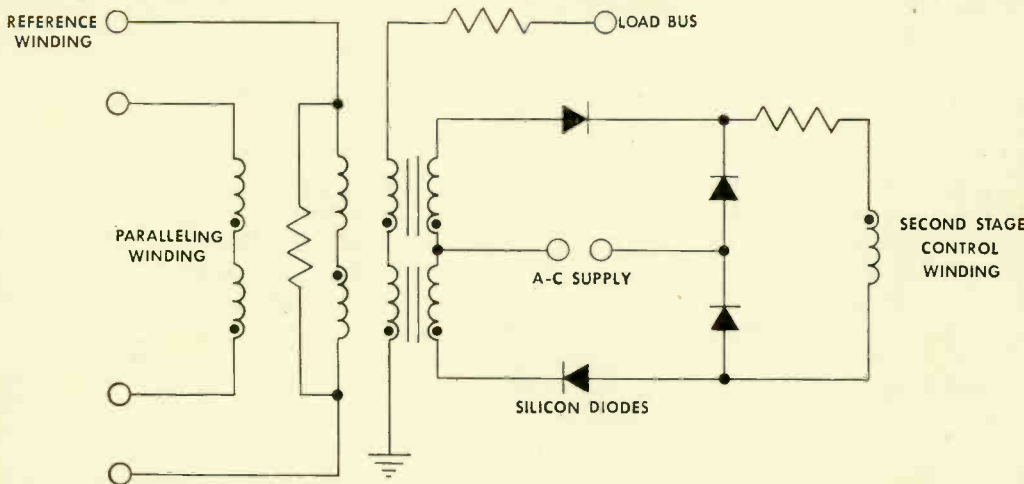 REFERENCE
WINDING
LOAD BUS
PARALLELING
WINDING
A-C SUPPLY
SECOND STAGE
CONTROL
WINDING
SILICON DIODES